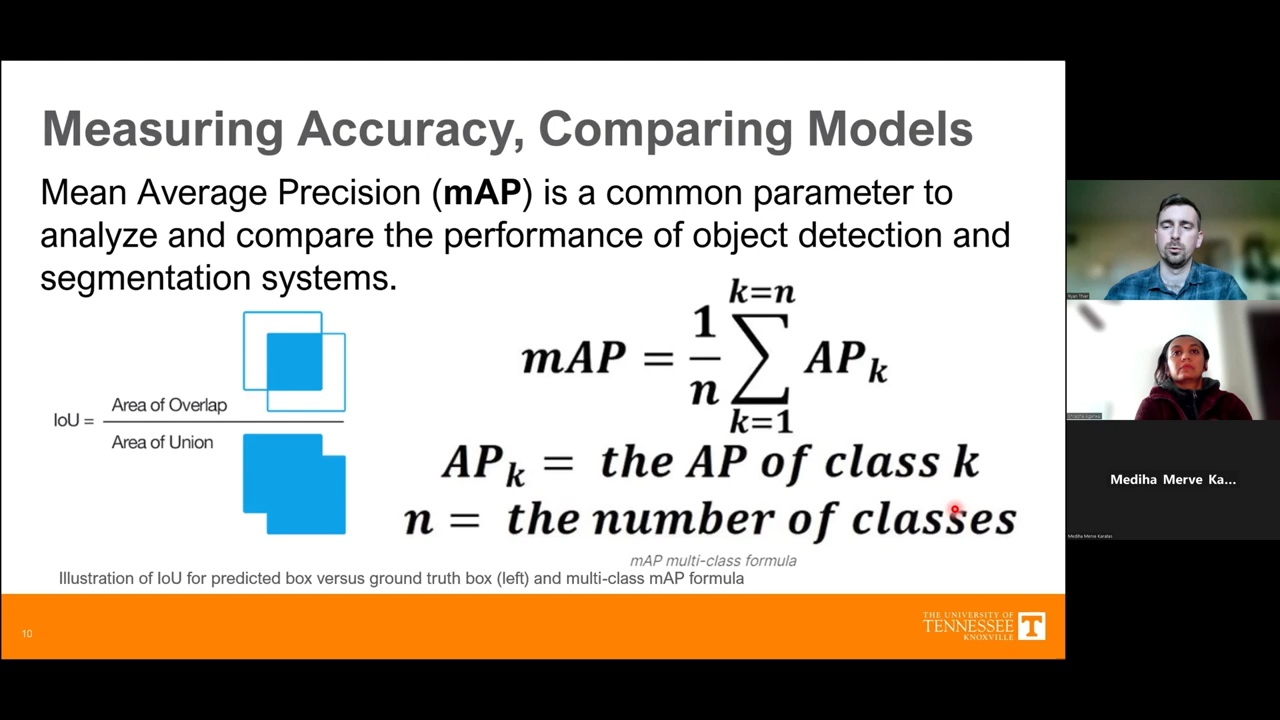 Measuring Accuracy, Comparing Models
Mean Average Precision (mAP) is a common parameter to
analyze and compare the performance of object detection and
segmentation systems.
IoU =
Area of Overlap
Area of Union
k=n
mAP = 1/n ∑ APk
k=1
APk = the AP of class k
n = the number of classes
mAP multi-class formula
Illustration of IoU for predicted box versus ground truth box (left) and multi-class mAP formula
10
THE UNIVERSITY OF
TENNESSEE
KNOXVILLE
T
Mediha Merve Ka...
Mediha Merve Karatas